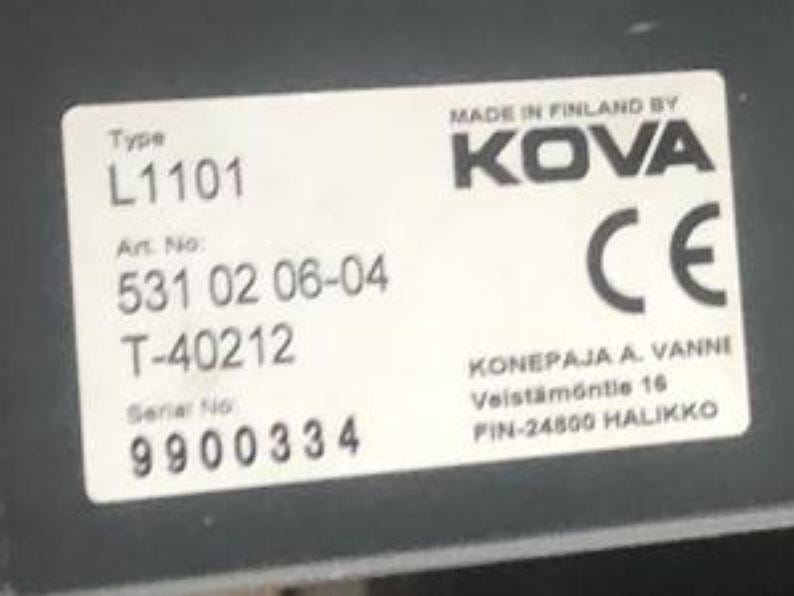 Type
L1101
Art. No:
531 02 06-04
T-40212
Serial No
9900334
MADE IN FINLAND BY
KOVA
CE
KONEPAJA A. VANNE
Veistämöntie 16
FIN-24800 HALIKKO